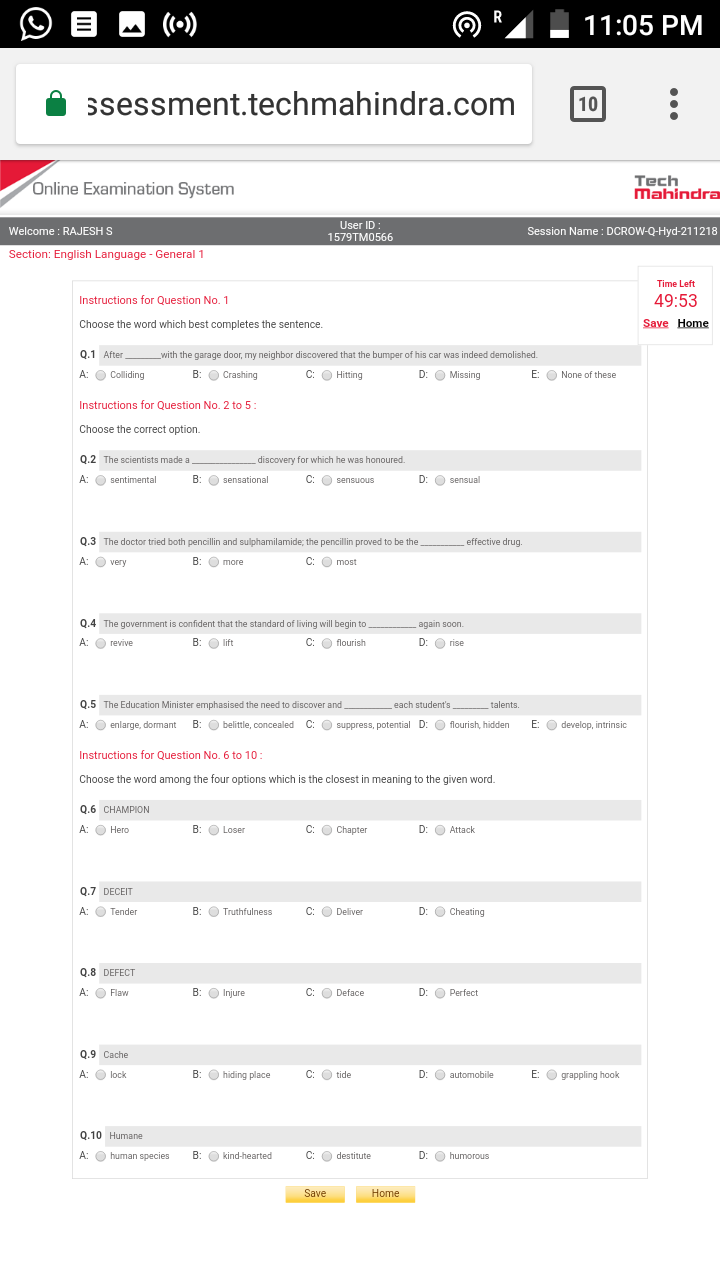 R 11:05 PM
ssessment.techmahindra.com 10
Online Examination System
Tech
Mahindra
Welcome : RAJESH S
User ID :
1579TM0566
Session Name : DCROW-Q-Hyd-211218
Section: English Language - General 1
Time Left
49:53
Save Home
Instructions for Question No. 1
Choose the word which best completes the sentence.
Q.1 After ________with the garage door, my neighbor discovered that the bumper of his car was indeed demolished.
A: Colliding B: Crashing C: Hitting D: Missing E: None of these
Instructions for Question No. 2 to 5 :
Choose the correct option.
Q.2 The scientists made a ______________ discovery for which he was honoured.
A: sentimental B: sensational C: sensuous D: sensual
Q.3 The doctor tried both pencillin and sulphamilamide; the pencillin proved to be the __________ effective drug.
A: very B: more C: most
Q.4 The government is confident that the standard of living will begin to ___________ again soon.
A: revive B: lift C: flourish D: rise
Q.5 The Education Minister emphasised the need to discover and ___________ each student's ________ talents.
A: enlarge, dormant B: belittle, concealed C: suppress, potential D: flourish, hidden E: develop, intrinsic
Instructions for Question No. 6 to 10 :
Choose the word among the four options which is the closest in meaning to the given word.
Q.6 CHAMPION
A: Hero B: Loser C: Chapter D: Attack
Q.7 DECEIT
A: Tender B: Truthfulness C: Deliver D: Cheating
Q.8 DEFECT
A: Flaw B: Injure C: Deface D: Perfect
Q.9 Cache
A: lock B: hiding place C: tide D: automobile E: grappling hook
Q.10 Humane
A: human species B: kind-hearted C: destitute D: humorous
Save Home